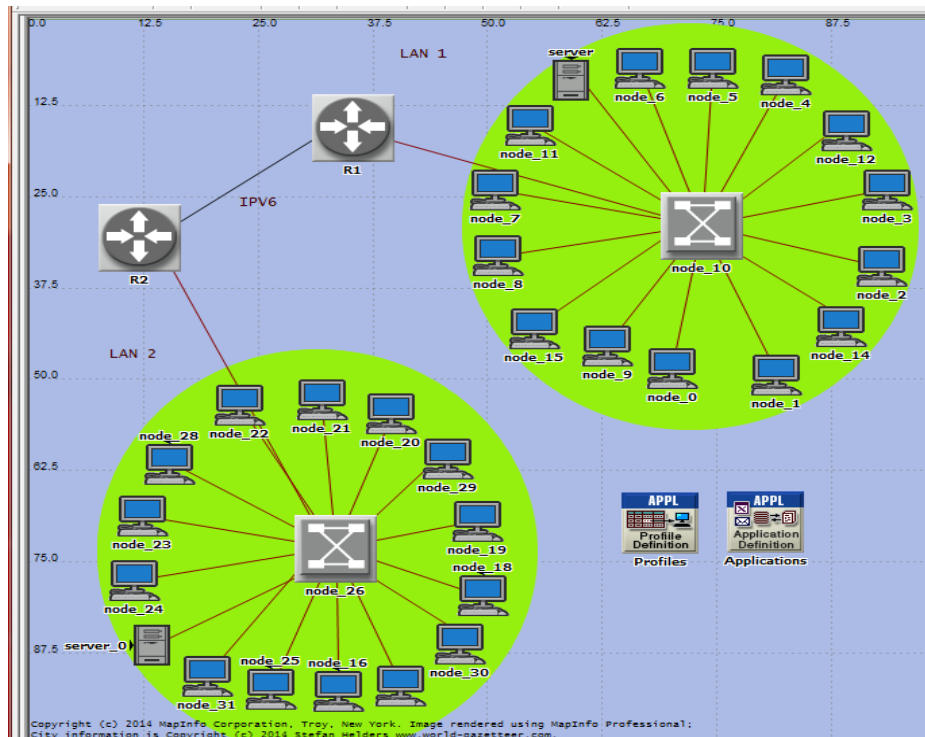 0.0 12.5 25.0 37.5 50.0 62.5 75.0 87.5
LAN 1
server
node_6
node_5
node_4
12.5
node_11
node_12
R1
25.0
IPV6
node_7
node_3
node_10
R2
node_8
node_2
37.5
LAN 2
node_15
node_9
node_0
node_1
node_14
50.0
node_28
node_22
node_21
node_20
62.5
node_29
APPL
Profiile
Definition
Profiles
APPL
Application
Definition
Applications
node_23
node_19
75.0
node_18
node_24
node_26
server_0
87.5
node_25
node_16
node_30
node_31
Copyright (c) 2014 MapInfo Corporation, Troy, New York. Image rendered using MapInfo Professional;
City information is Copyright (c) 2014 Stefan Helders www.world-gazetteer.com.